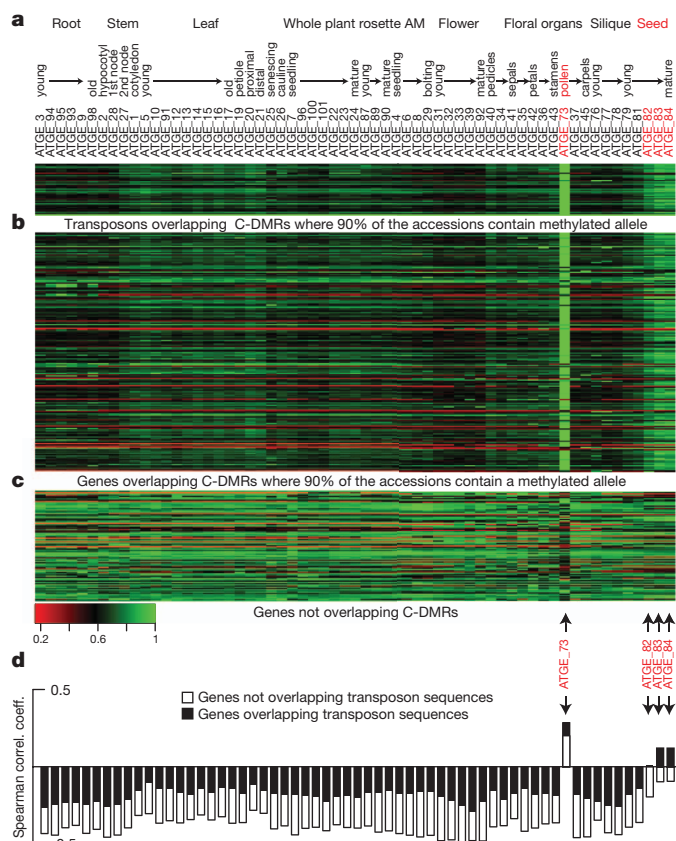 a
Root Stem Leaf Whole plant rosette AM Flower Floral organs Silique Seed
young
old
hypocotyl
1st node
2nd node
cotyledon
young
old
petiole
proximal
distal
senescing
cauline
seedling
mature
young
mature
seedling
bolting
young
mature
pedicles
sepals
petals
stamens
pollen
carpels
young
young
mature
ATGE_3
ATGE_94
ATGE_95
ATGE_93
ATGE_9
ATGE_98
ATGE_2
ATGE_28
ATGE_27
ATGE_1
ATGE_5
ATGE_10
ATGE_91
ATGE_12
ATGE_13
ATGE_14
ATGE_15
ATGE_16
ATGE_17
ATGE_19
ATGE_20
ATGE_21
ATGE_25
ATGE_26
ATGE_7
ATGE_96
ATGE_100
ATGE_101
ATGE_22
ATGE_23
ATGE_24
ATGE_87
ATGE_89
ATGE_90
ATGE_4
ATGE_6
ATGE_8
ATGE_29
ATGE_31
ATGE_32
ATGE_33
ATGE_39
ATGE_92
ATGE_40
ATGE_34
ATGE_41
ATGE_35
ATGE_42
ATGE_36
ATGE_43
ATGE_73
ATGE_37
ATGE_45
ATGE_76
ATGE_77
ATGE_78
ATGE_79
ATGE_81
ATGE_82
ATGE_83
ATGE_84
b
Transposons overlapping C-DMRs where 90% of the accessions contain methylated allele
c
Genes overlapping C-DMRs where 90% of the accessions contain a methylated allele
Genes not overlapping C-DMRs
0.2 0.6 1
ATGE_73
ATGE_82
ATGE_83
ATGE_84
d
0.5
Genes not overlapping transposon sequences
Genes overlapping transposon sequences
Spearman correl. coeff.